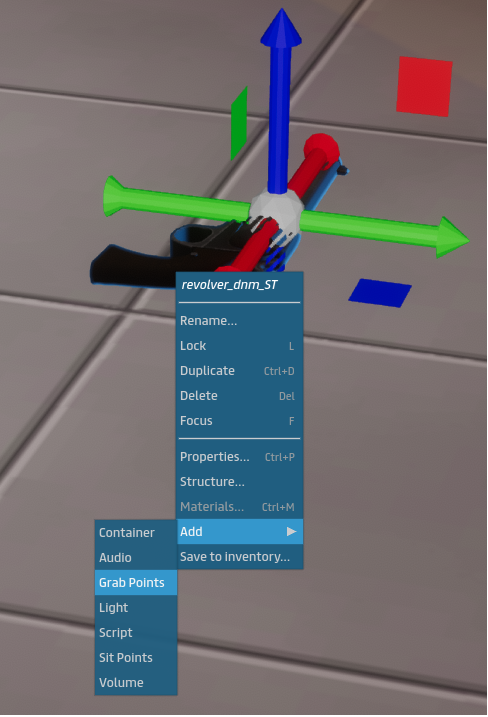 revolver_dnm_ST
Rename...
Lock L
Duplicate Ctrl+D
Delete Del
Focus F
Properties... Ctrl+P
Structure... 
Materials... Ctrl+M
Add ▶
Save to inventory...
Container
Audio
Grab Points
Light
Script
Sit Points
Volume